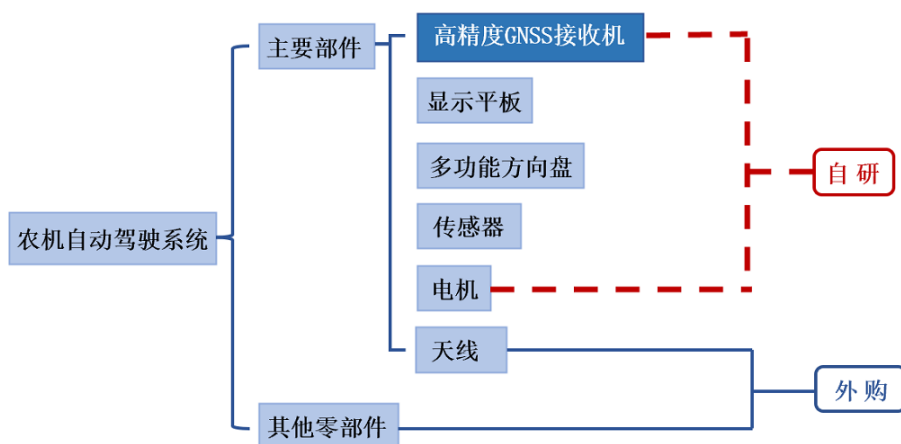 主要部件
高精度GNSS接收机
显示平板
多功能方向盘
自研
传感器
农机自动驾驶系统
电机
天线
外购
其他零部件